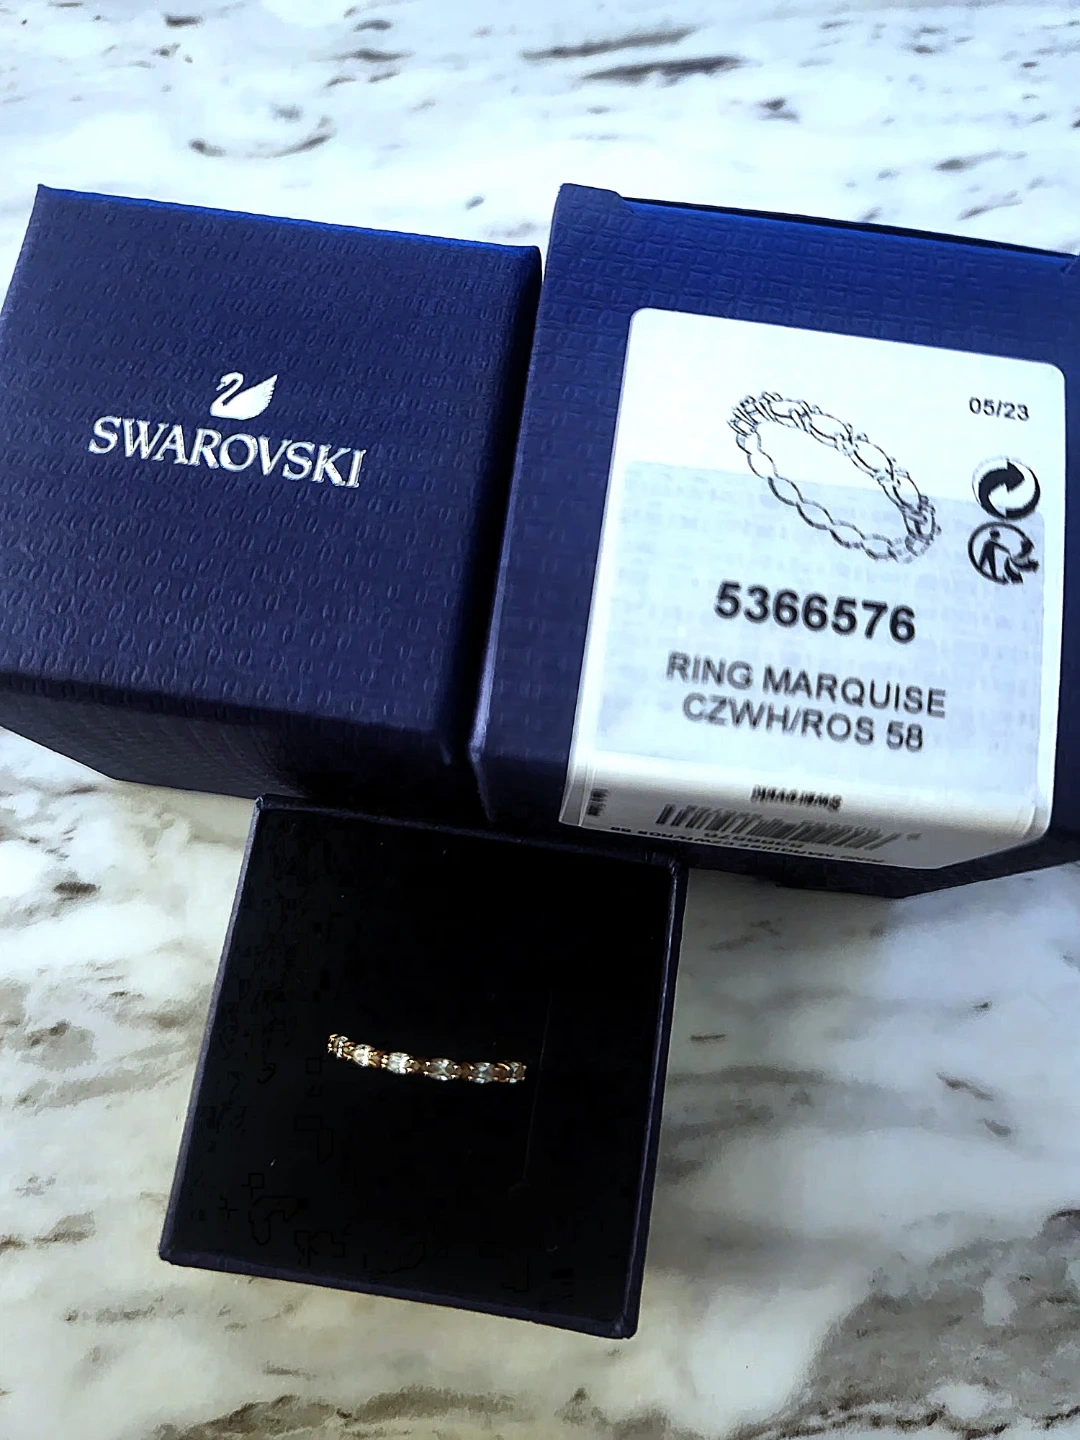 SWAROVSKI
05/23
5366576
RING MARQUISE
CZWH/ROS 58